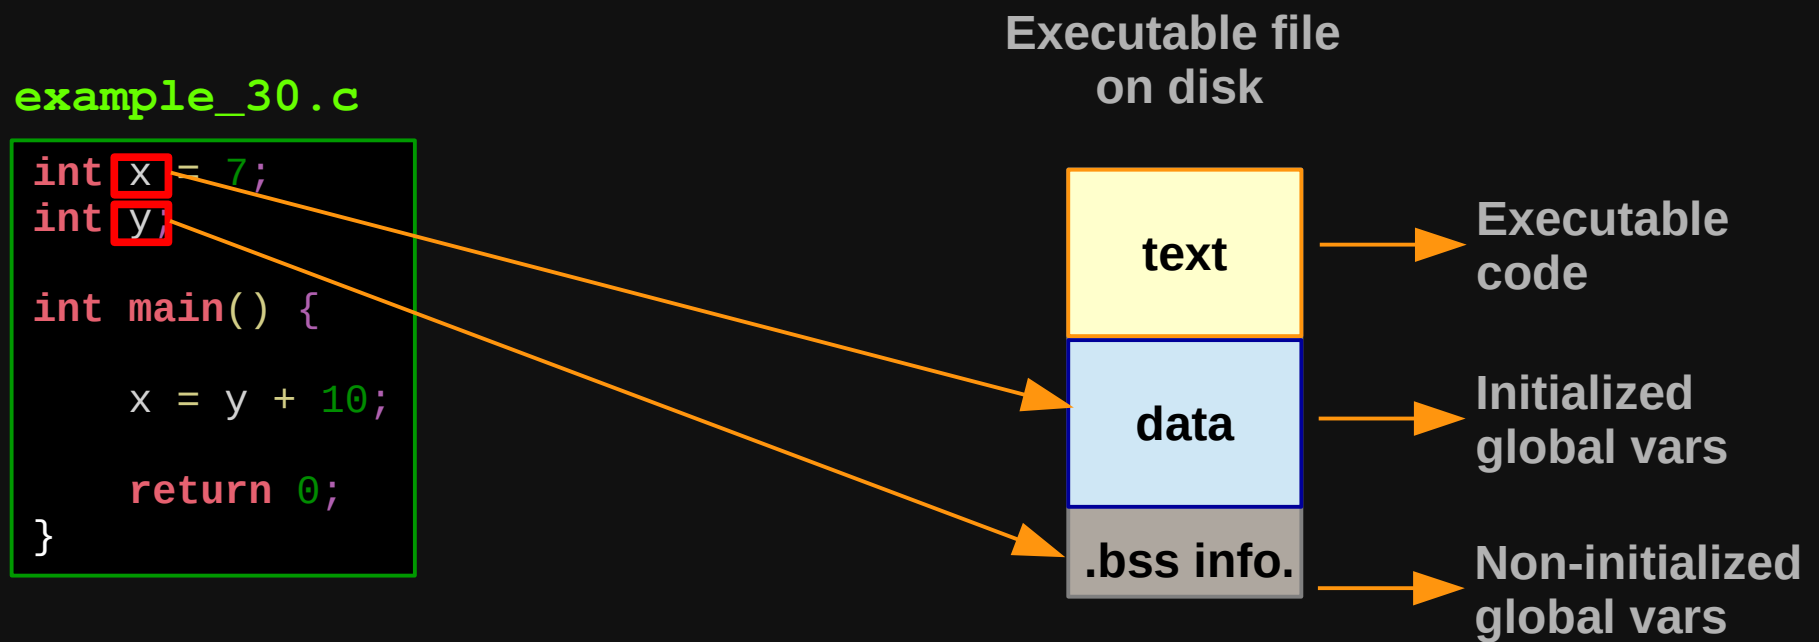 example_30.c
int x = 7;
int y;
int main() {
x = y + 10;
return 0;
}
Executable file
on disk
text
data
.bss info.
Executable
code
Initialized
global vars
Non-initialized
global vars